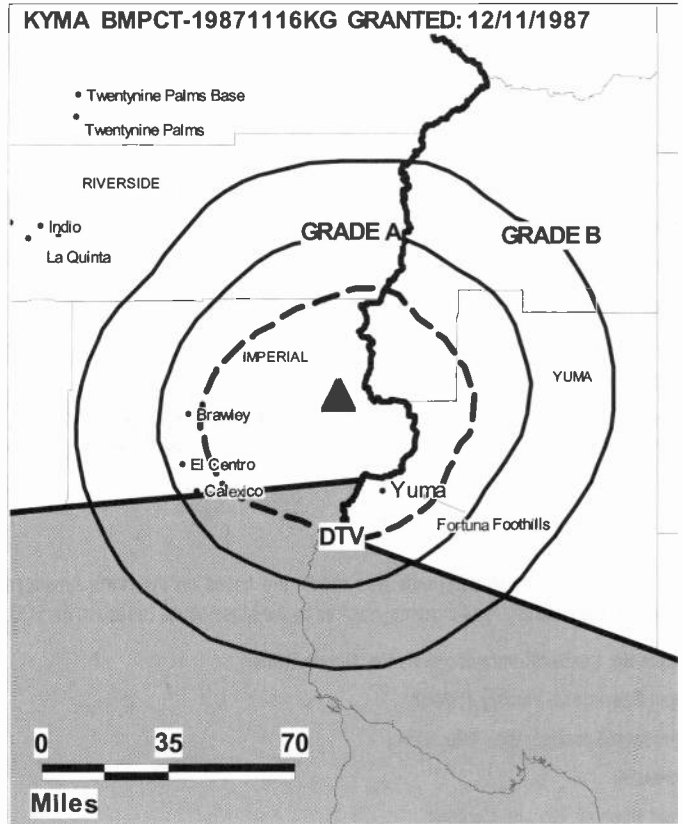 KYMA BMPCT-19871116KG GRANTED: 12/11/1987
Twentynine Palms Base
Twentynine Palms
RIVERSIDE
Indio
La Quinta
GRADE A
GRADE B
IMPERIAL
YUMA
Brawley
El Centro
Calexico
Yuma
Fortuna Foothills
DTV
0 35 70
Miles